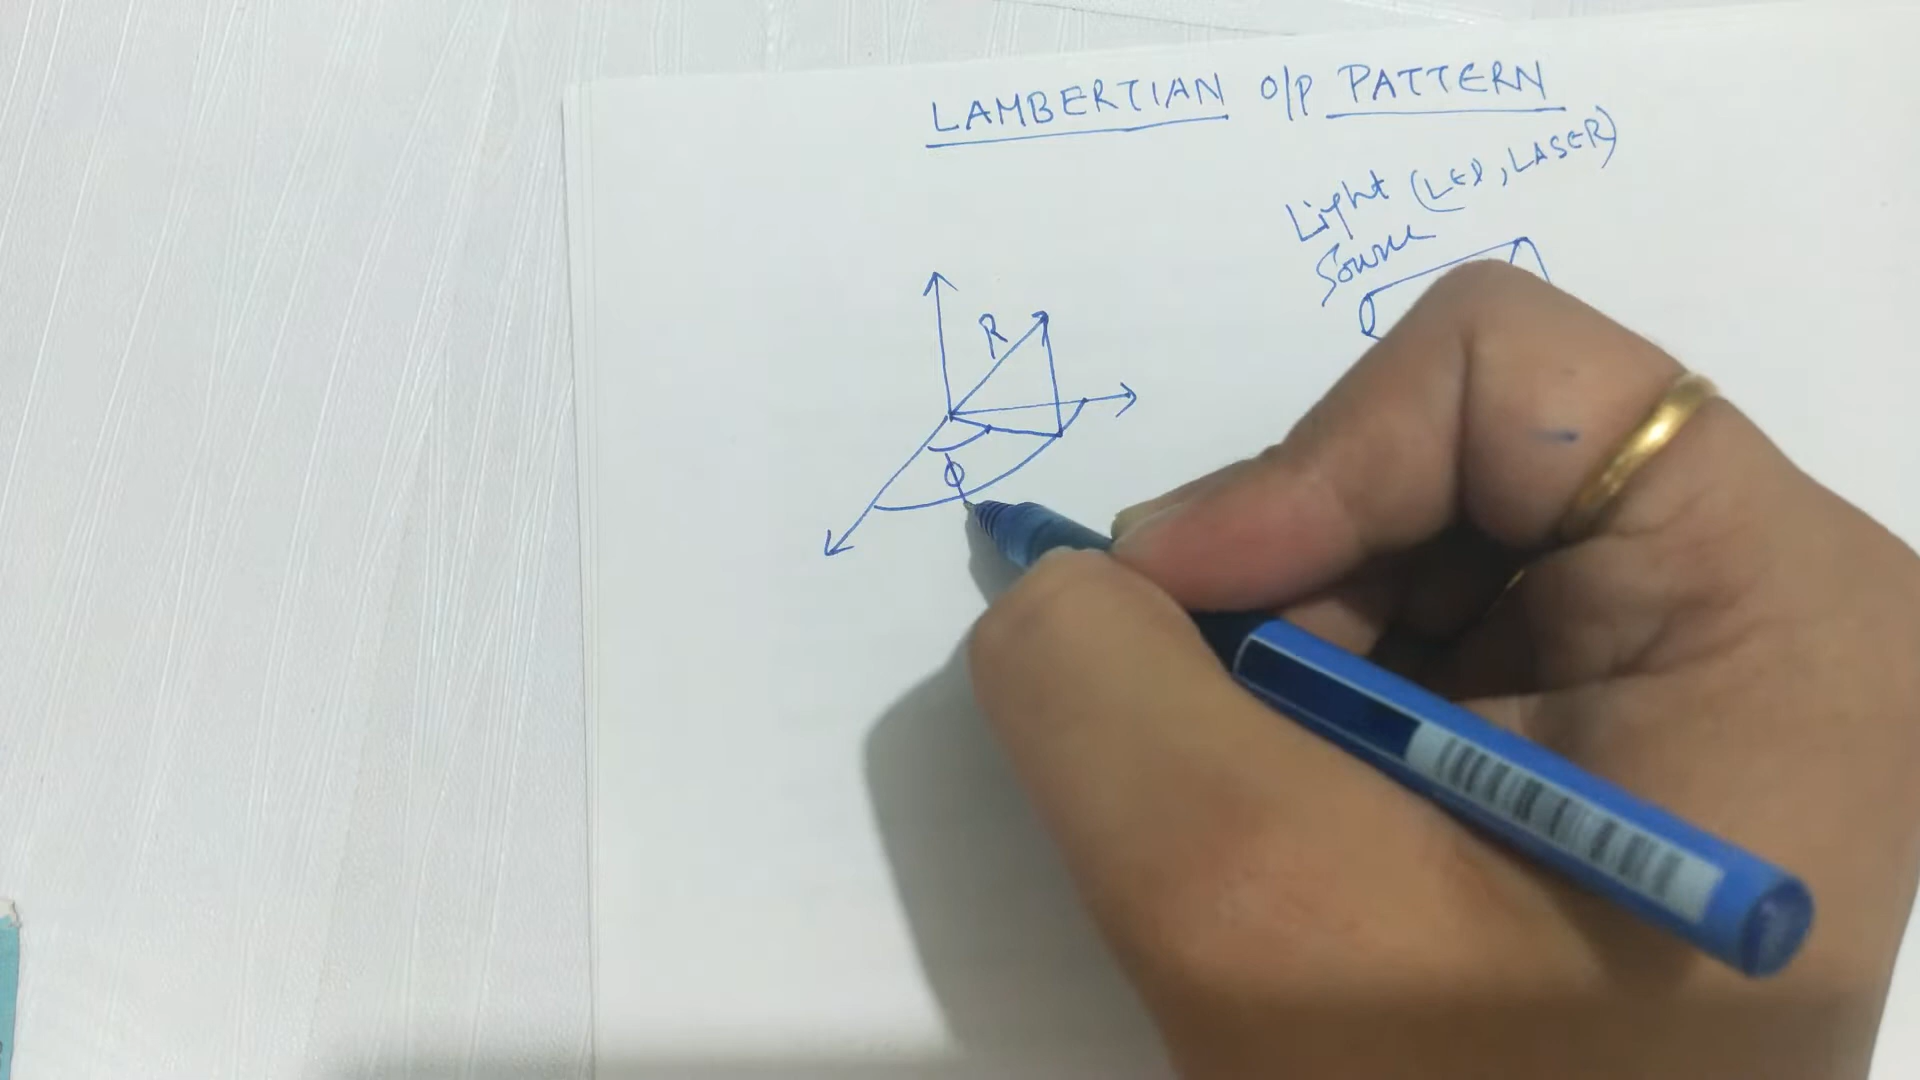 LAMBERTIAN O/P PATTERN
Light (LED, LASER)
Source
R
ϕ